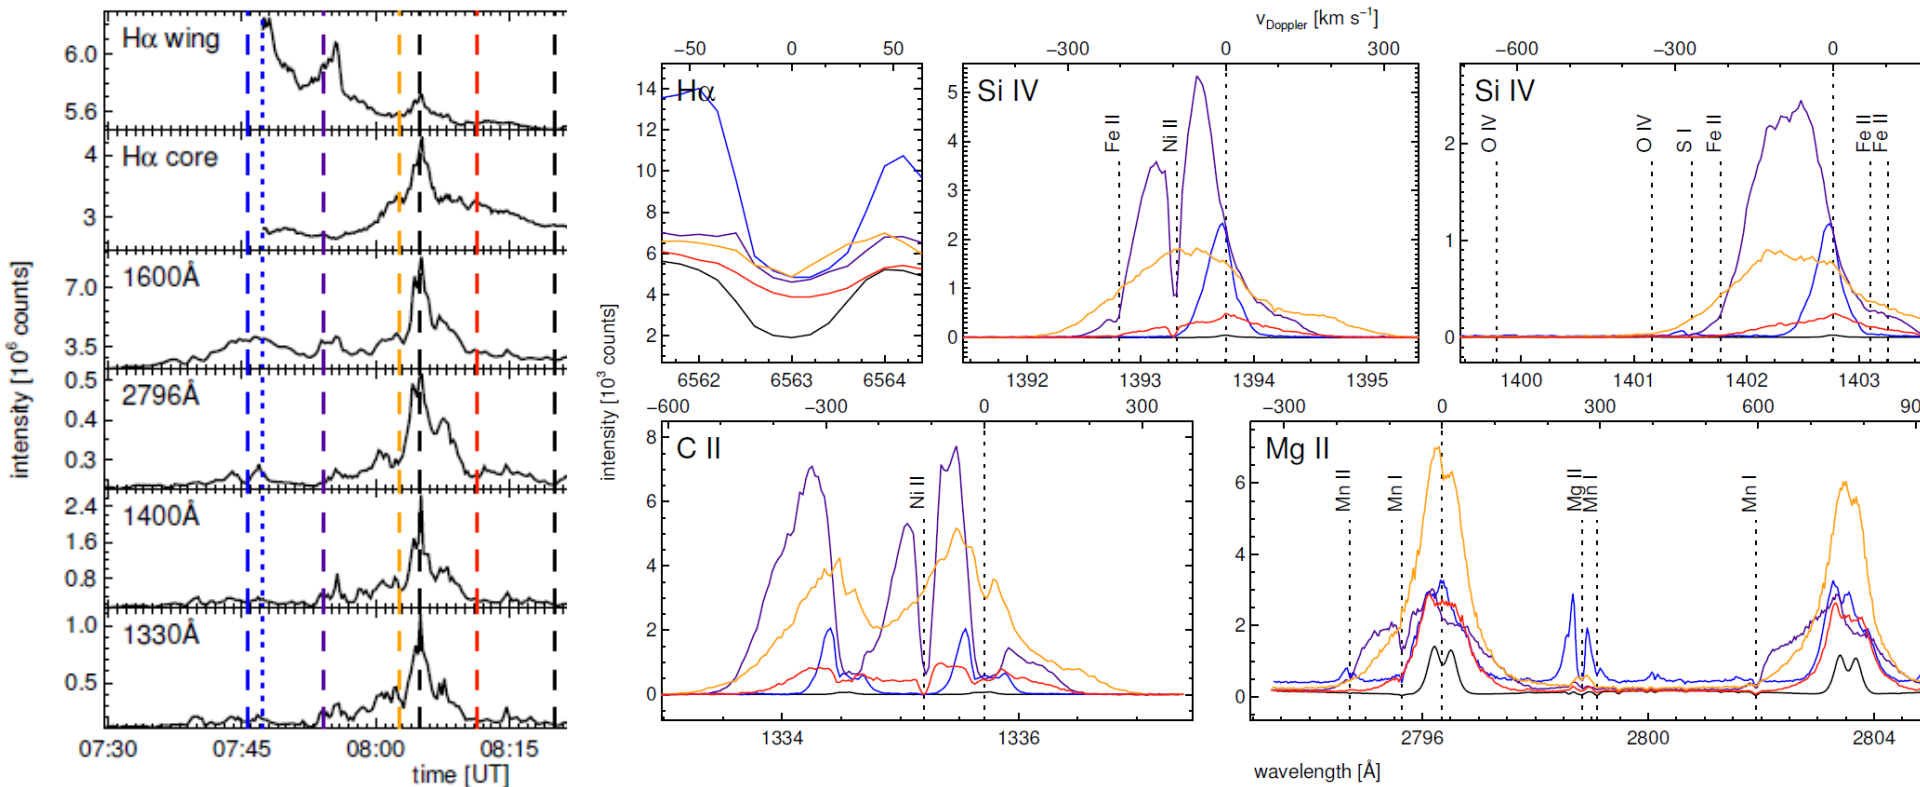 Hα wing
6.0
5.6
Hα core
4
3
1600Å
7.0
3.5
2796Å
0.5
0.4
0.3
1400Å
2.4
1.6
0.8
1330Å
1.0
0.5
07:30 07:45 08:00 08:15
time [UT]
intensity [10⁶ counts]
v_Doppler [km s⁻¹]
−50 0 50
Hα
14
12
10
8
6
4
2
6562 6563 6564
−300 0 300
Si IV
Fe II
Ni II
5
4
3
2
1
0
1392 1393 1394 1395
−600 −300 0
Si IV
O IV
O IV
S I
Fe II
Fe II
Fe II
2
1
0
1400 1401 1402 1403
intensity [10³ counts]
−600 −300 0 300
C II
Ni II
8
6
4
2
0
1334 1336
−300 0 300 600 90
Mg II
Mn II
Mn I
Mg II
Mn I
Mn I
6
4
2
0
2796 2800 2804
wavelength [Å]